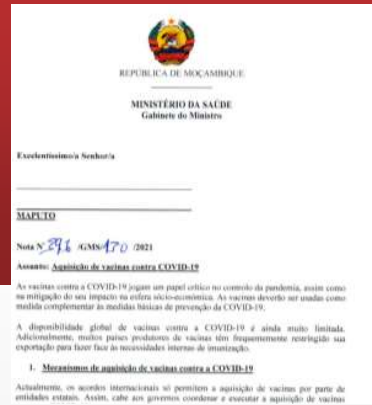 REPÚBLICA DE MOÇAMBIQUE
MINISTÉRIO DA SAÚDE
Gabinete do Ministro
Excelentíssimo/a Senhor/a
MAPUTO
Nota Nº 296 /GMS/170 /2021
Assunto: Aquisição de vacinas contra COVID-19
As vacinas contra a COVID-19 jogam um papel crítico no controlo da pandemia, assim como
na mitigação do seu impacto na esfera sócio-económica. As vacinas deverão ser usadas como
medida complementar às medidas básicas de prevenção da COVID-19.
A disponibilidade global de vacinas contra a COVID-19 é ainda muito limitada.
Adicionalmente, muitos países produtores de vacinas têm frequentemente restringido sua
exportação para fazer face às necessidades internas de imunização.
1. Mecanismos de aquisição de vacinas contra a COVID-19
Actualmente, os acordos internacionais só permitem a aquisição de vacinas por parte de
entidades estatais. Assim, cabe aos governos coordenar e executar a aquisição de vacinas